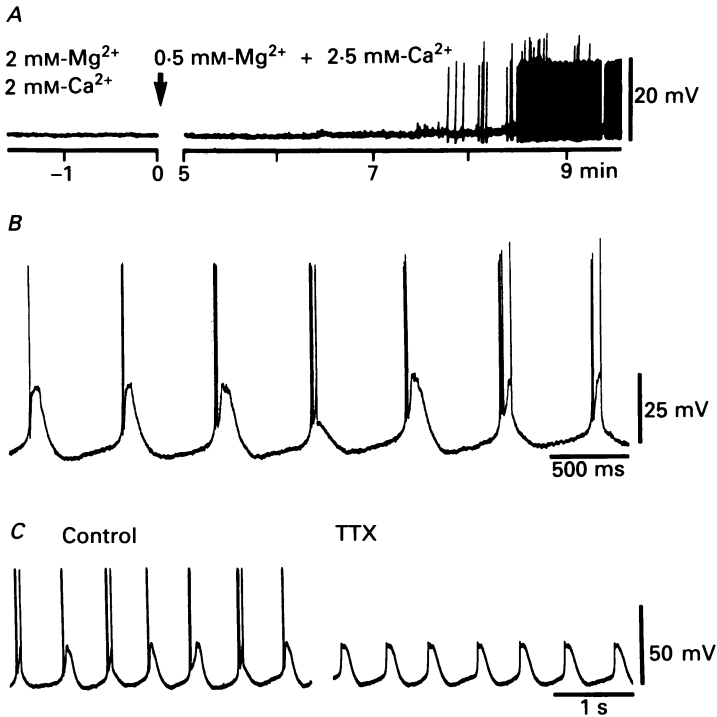 A
2 mM-Mg2+ 0·5 mM-Mg2+ + 2·5 mM-Ca2+
2 mM-Ca2+
20 mV
–1 0 5 7 9 min
B
25 mV
500 ms
C Control TTX
50 mV
1 s